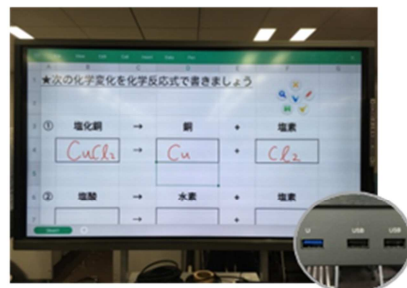 ★次の化学変化を化学反応式で書きましょう
① 塩化銅 → 銅 + 塩素
CuCl₂ → Cu + Cl₂
② 塩酸 → 水素 + 塩素
→ +
U USB USB